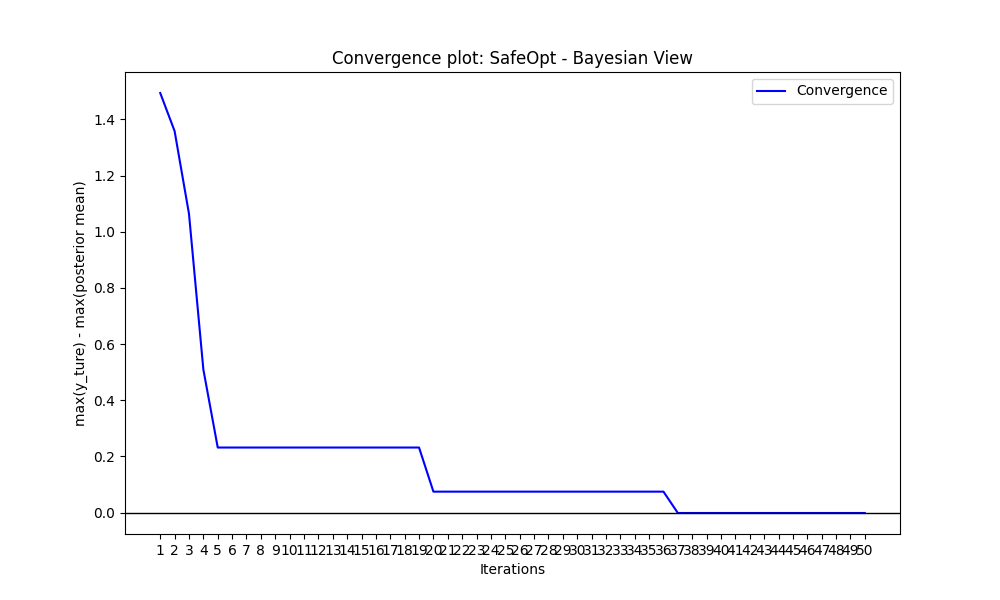 Convergence plot: SafeOpt - Bayesian View
Convergence
max(y_ture) - max(posterior mean)
1.4
1.2
1.0
0.8
0.6
0.4
0.2
0.0
1 2 3 4 5 6 7 8 9 10 11 12 13 14 15 16 17 18 19 20 21 22 23 24 25 26 27 28 29 30 31 32 33 34 35 36 37 38 39 40 41 42 43 44 45 46 47 48 49 50
Iterations